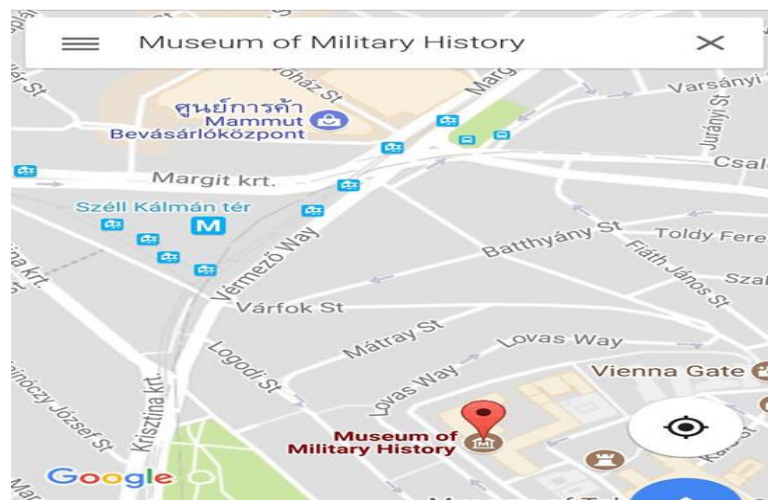 Museum of Military History
Varsányi
Jurányi St
ศูนย์การค้า
Mammut
Bevásárlóközpont
Margit krt.
Széll Kálmán tér
M
Batthyány St
Toldy Fere
Fiáth János St
Vérmező Way
Várfok St
Mátray St
Lovas Way
Logodi St
Lovas Way
Vienna Gate
Krisztina krt.
Museum of
Military History
Google